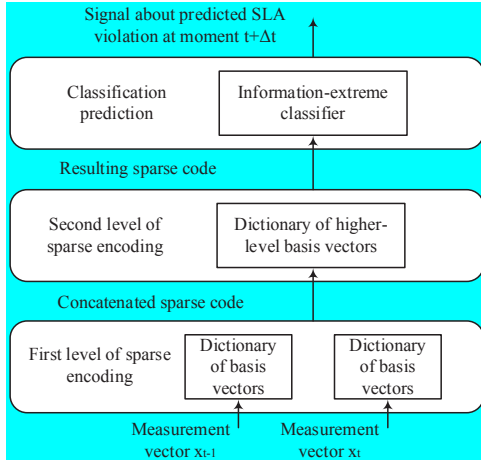 Signal about predicted SLA
violation at moment t+Δt
Classification
prediction
Information-extreme
classifier
Resulting sparse code
Second level of
sparse encoding
Dictionary of higher-
level basis vectors
Concatenated sparse code
First level of sparse
encoding
Dictionary
of basis
vectors
Dictionary
of basis
vectors
Measurement
vector xt-1
Measurement
vector xt